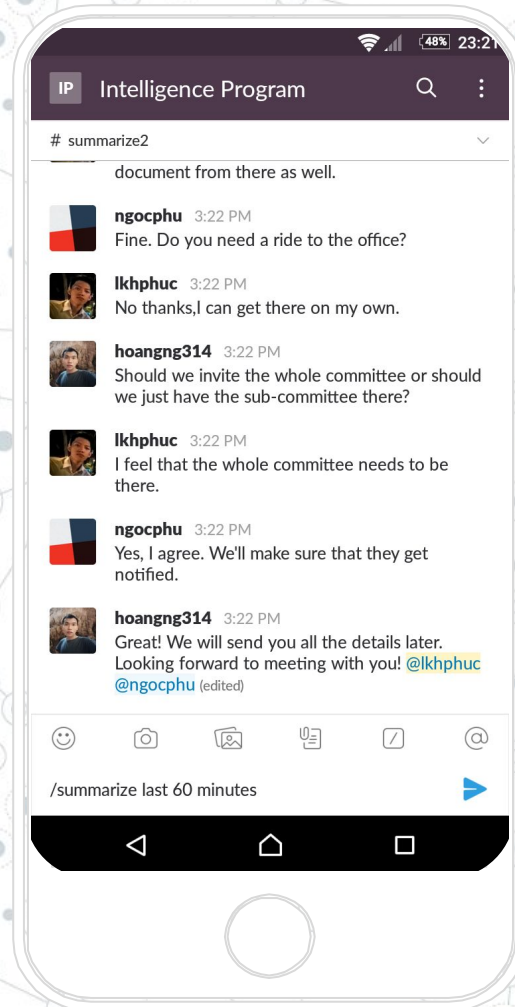 48% 23:21
IP Intelligence Program
# summarize2
document from there as well.
ngocphu 3:22 PM
Fine. Do you need a ride to the office?
lkhphuc 3:22 PM
No thanks,I can get there on my own.
hoangng314 3:22 PM
Should we invite the whole committee or should
we just have the sub-committee there?
lkhphuc 3:22 PM
I feel that the whole committee needs to be
there.
ngocphu 3:22 PM
Yes, I agree. We'll make sure that they get
notified.
hoangng314 3:22 PM
Great! We will send you all the details later.
Looking forward to meeting with you! @lkhphuc
@ngocphu (edited)
/summarize last 60 minutes